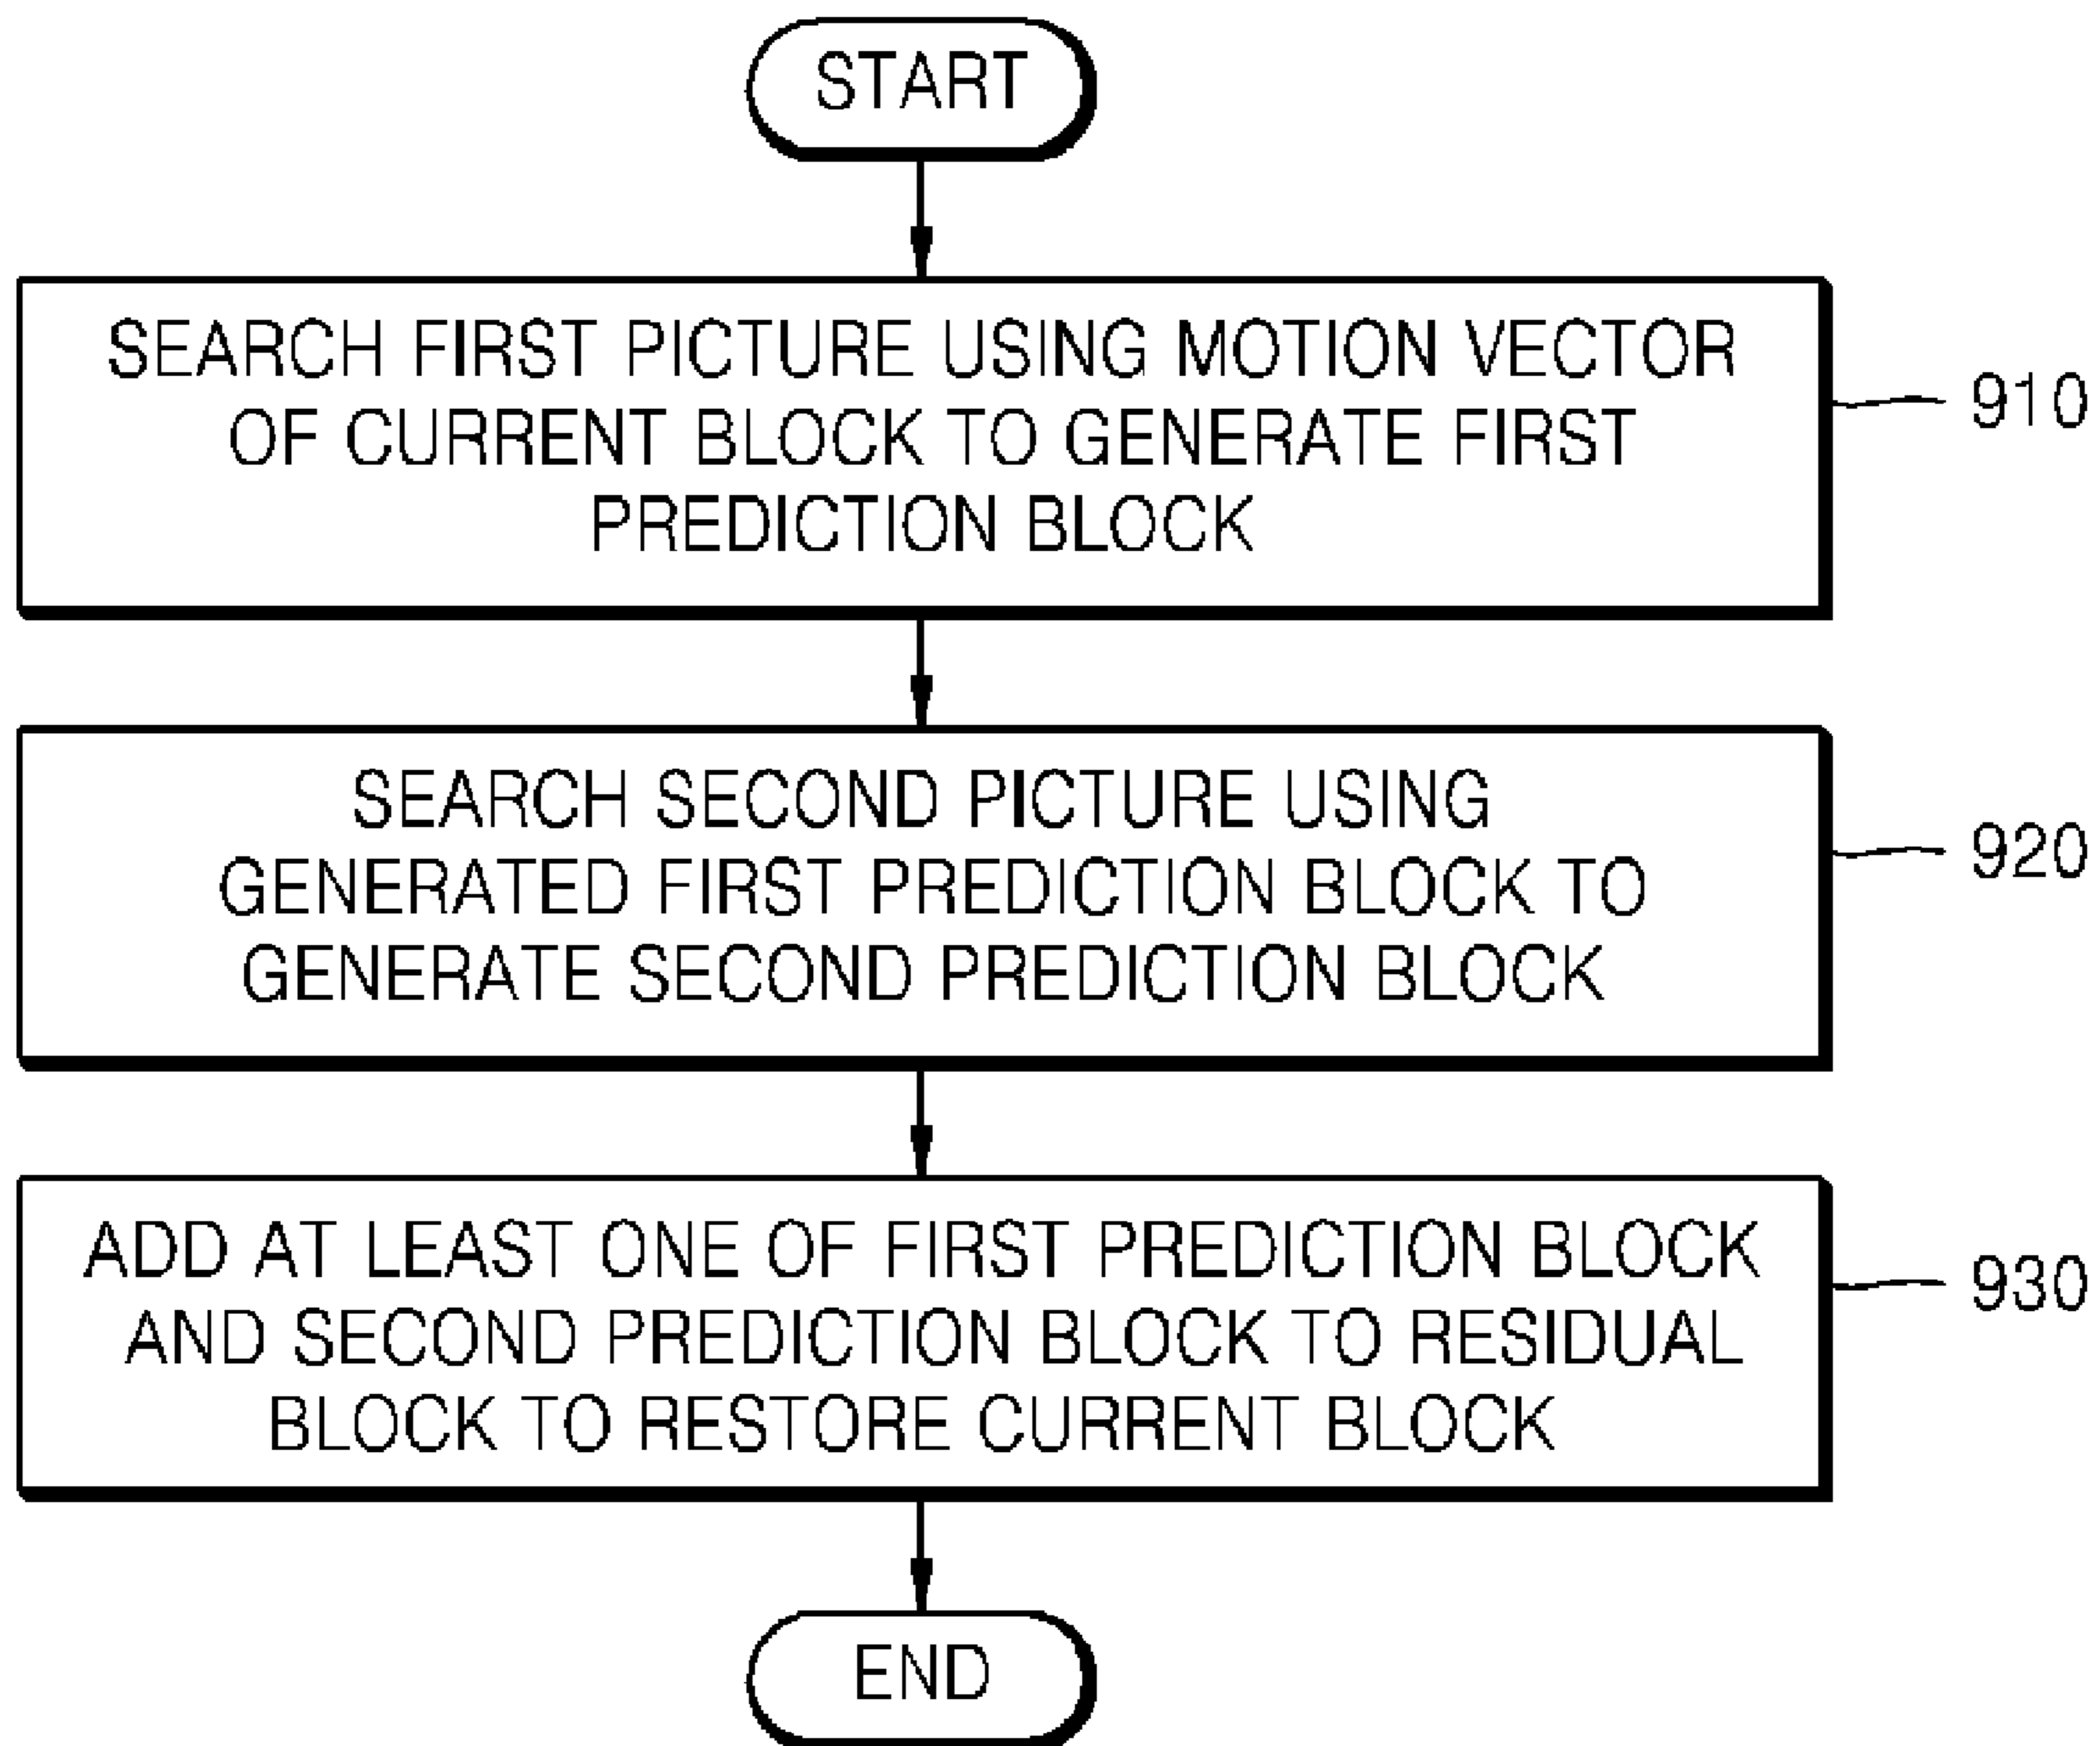 START
SEARCH FIRST PICTURE USING MOTION VECTOR
OF CURRENT BLOCK TO GENERATE FIRST
PREDICTION BLOCK
910
SEARCH SECOND PICTURE USING
GENERATED FIRST PREDICTION BLOCK TO
GENERATE SECOND PREDICTION BLOCK
920
ADD AT LEAST ONE OF FIRST PREDICTION BLOCK
AND SECOND PREDICTION BLOCK TO RESIDUAL
BLOCK TO RESTORE CURRENT BLOCK
930
END